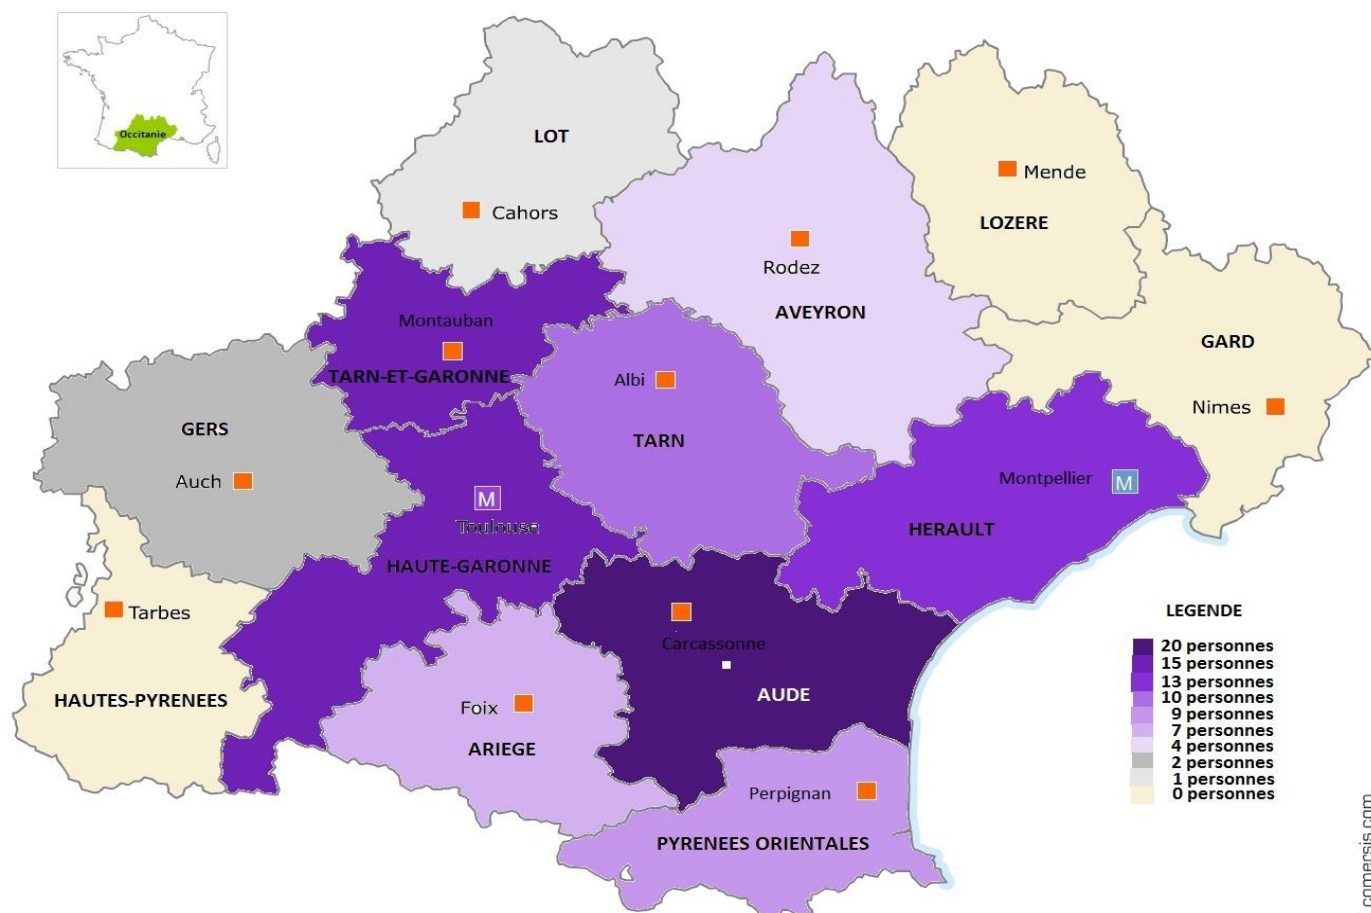 Occitanie
LOT
Cahors
Mende
LOZERE
Rodez
AVEYRON
Montauban
TARN-ET-GARONNE
GARD
Nimes
Albi
TARN
GERS
Auch
M
Toulouse
HAUTE-GARONNE
Montpellier
M
HERAULT
Tarbes
HAUTES-PYRENEES
Carcassonne
AUDE
Foix
ARIEGE
Perpignan
PYRENEES ORIENTALES
LEGENDE
20 personnes
15 personnes
13 personnes
10 personnes
9 personnes
7 personnes
4 personnes
2 personnes
1 personnes
0 personnes
comersis.com